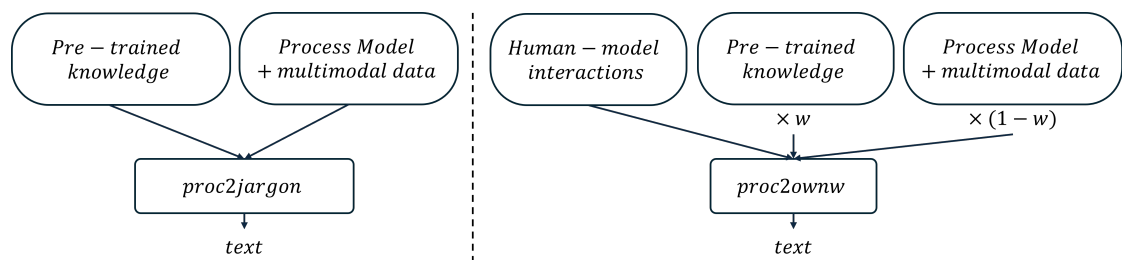 Pre − trained
knowledge
Process Model
+ multimodal data
proc2jargon
text
Human − model
interactions
Pre − trained
knowledge
Process Model
+ multimodal data
× w
× (1 − w)
proc2ownw
text